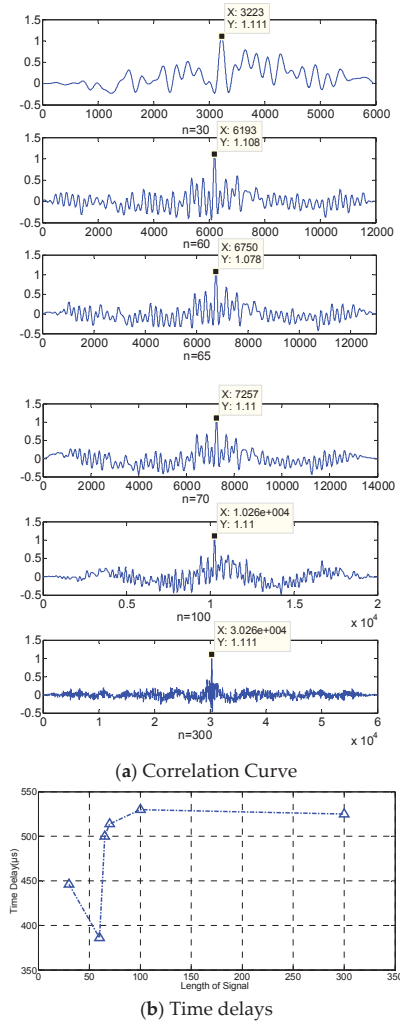 1.5
1
0.5
0
-0.5
X: 3223
Y: 1.111
0 1000 2000 3000 4000 5000 6000
n=30
1.5
1
0.5
0
-0.5
X: 6193
Y: 1.108
0 2000 4000 6000 8000 10000 12000
n=60
1.5
1
0.5
0
-0.5
X: 6750
Y: 1.078
0 2000 4000 6000 8000 10000 12000
n=65
1.5
1
0.5
0
-0.5
X: 7257
Y: 1.11
0 2000 4000 6000 8000 10000 12000 14000
n=70
1.5
1
0.5
0
-0.5
X: 1.026e+004
Y: 1.11
0 0.5 1 1.5 2
n=100
x 10^4
1.5
1
0.5
0
-0.5
X: 3.026e+004
Y: 1.111
0 1 2 3 4 5 6
n=300
x 10^4
(a) Correlation Curve
550
500
450
400
350
Time Delay(μs)
0 50 100 150 200 250 300 350
Length of Signal
(b) Time delays